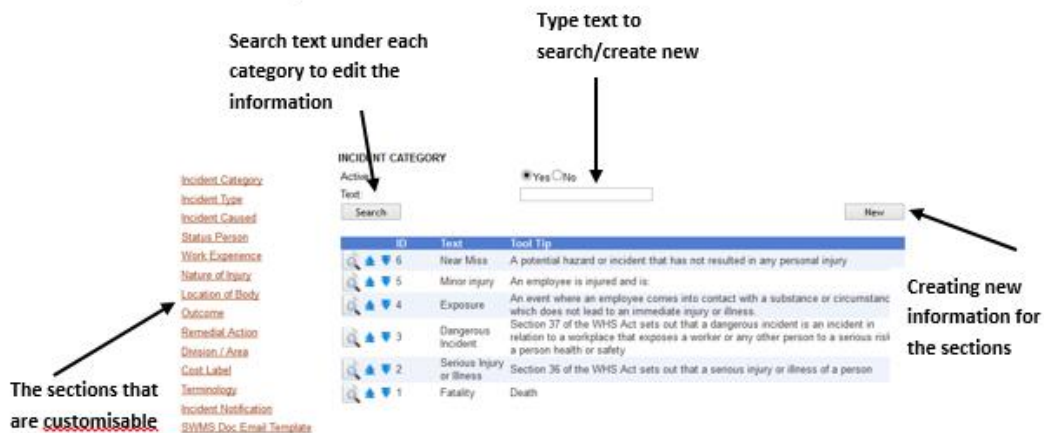 Type text to
search/create new
Search text under each
category to edit the
information
INCIDENT CATEGORY
Active
Yes No
Text:
Search
New
Incident Category
Incident Type
Incident Caused
Status Person
Work Experience
Nature of Injury
Location of Body
Outcome
Remedial Action
Division / Area
Cost Label
Terminology
Incident Notification
SWMS Doc Email Template
ID Text Tool Tip
6 Near Miss A potential hazard or incident that has not resulted in any personal injury
5 Minor injury An employee is injured and is:
4 Exposure An event where an employee comes into contact with a substance or circumstanc
which does not lead to an immediate injury or illness.
3 Dangerous
Incident
Section 37 of the WHS Act sets out that a dangerous incident is an incident in
relation to a workplace that exposes a worker or any other person to a serious risk
a person health or safety
2 Serious Injury
or Illness
Section 36 of the WHS Act sets out that a serious injury or illness of a person
1 Fatality Death
Creating new
information for
the sections
The sections that
are customisable